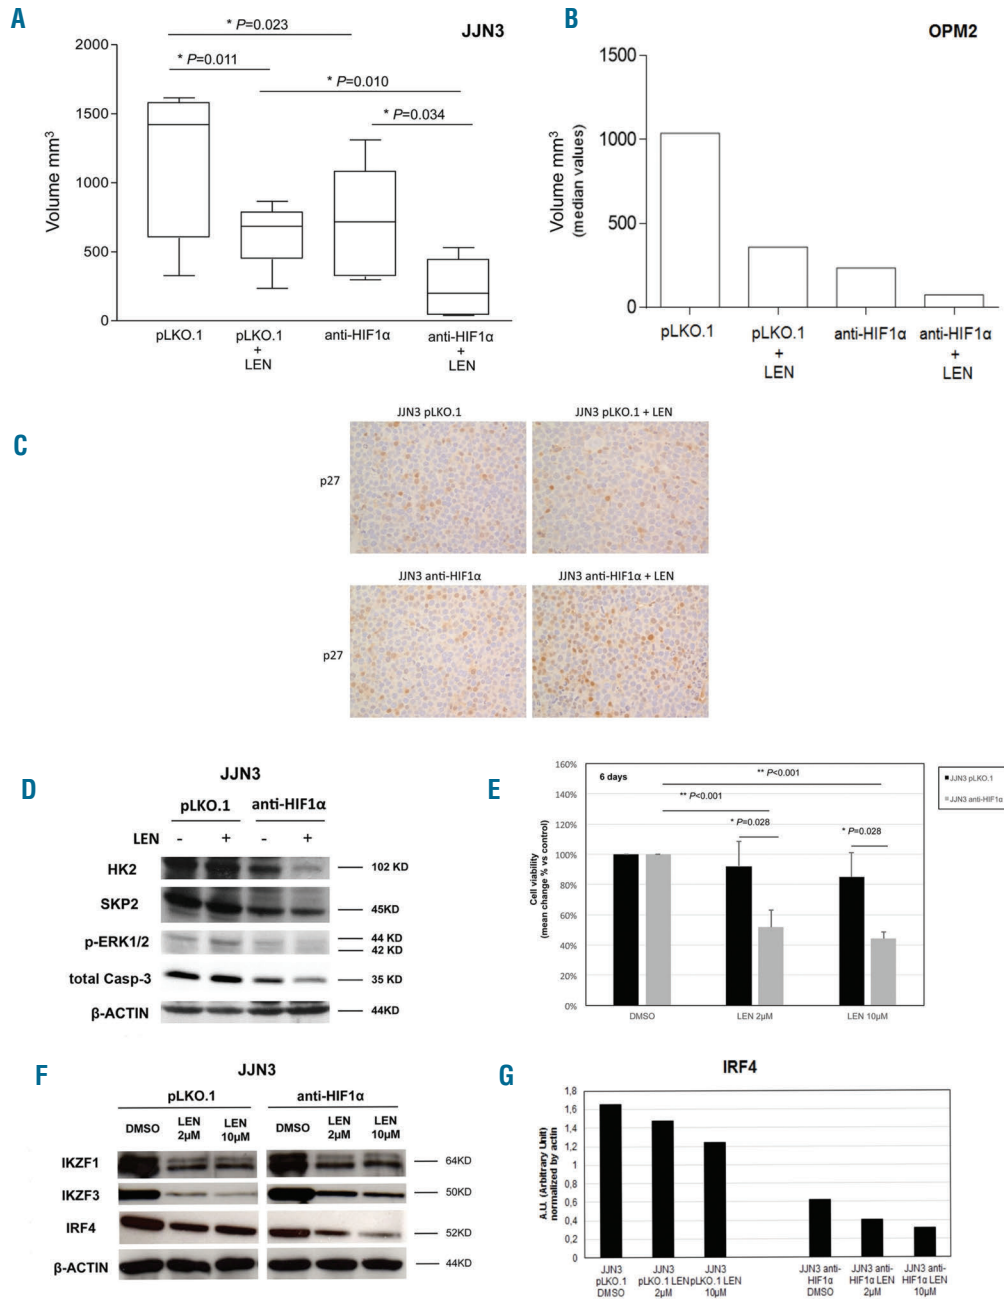 A
JJN3
2000
1500
1000
500
0
Volume mm³
* P=0.023
* P=0.011
* P=0.010
* P=0.034
pLKO.1
pLKO.1
+
LEN
anti-HIF1α
anti-HIF1α
+
LEN
B
OPM2
1500
1000
500
0
Volume mm³
(median values)
pLKO.1
pLKO.1
+
LEN
anti-HIF1α
anti-HIF1α
+
LEN
C
JJN3 pLKO.1
JJN3 pLKO.1 + LEN
p27
JJN3 anti-HIF1α
JJN3 anti-HIF1α + LEN
p27
D
JJN3
pLKO.1 anti-HIF1α
LEN - + - +
HK2 102 KD
SKP2 45KD
p-ERK1/2 44 KD
42 KD
total Casp-3 35 KD
β-ACTIN 44KD
E
160%
140%
120%
100%
80%
60%
40%
20%
0%
Cell viability
(mean change % vs control)
6 days
** P<0.001
** P<0.001
* P=0.028
* P=0.028
DMSO
LEN 2µM
LEN 10µM
JJN3 pLKO.1
JJN3 anti-HIF1α
F
JJN3
pLKO.1 anti-HIF1α
DMSO LEN 2µM LEN 10µM DMSO LEN 2µM LEN 10µM
IKZF1 64KD
IKZF3 50KD
IRF4 52KD
β-ACTIN 44KD
G
IRF4
1,8
1,6
1,4
1,2
1
0,8
0,6
0,4
0,2
0
A.U. (Arbitrary Unit)
normalized by actin
JJN3
pLKO.1
DMSO
JJN3
pLKO.1 LEN
2µM
JJN3
pLKO.1 LEN
10µM
JJN3 anti-
HIF1α
DMSO
JJN3 anti-
HIF1α LEN
2µM
JJN3 anti-
HIF1α LEN
10µM